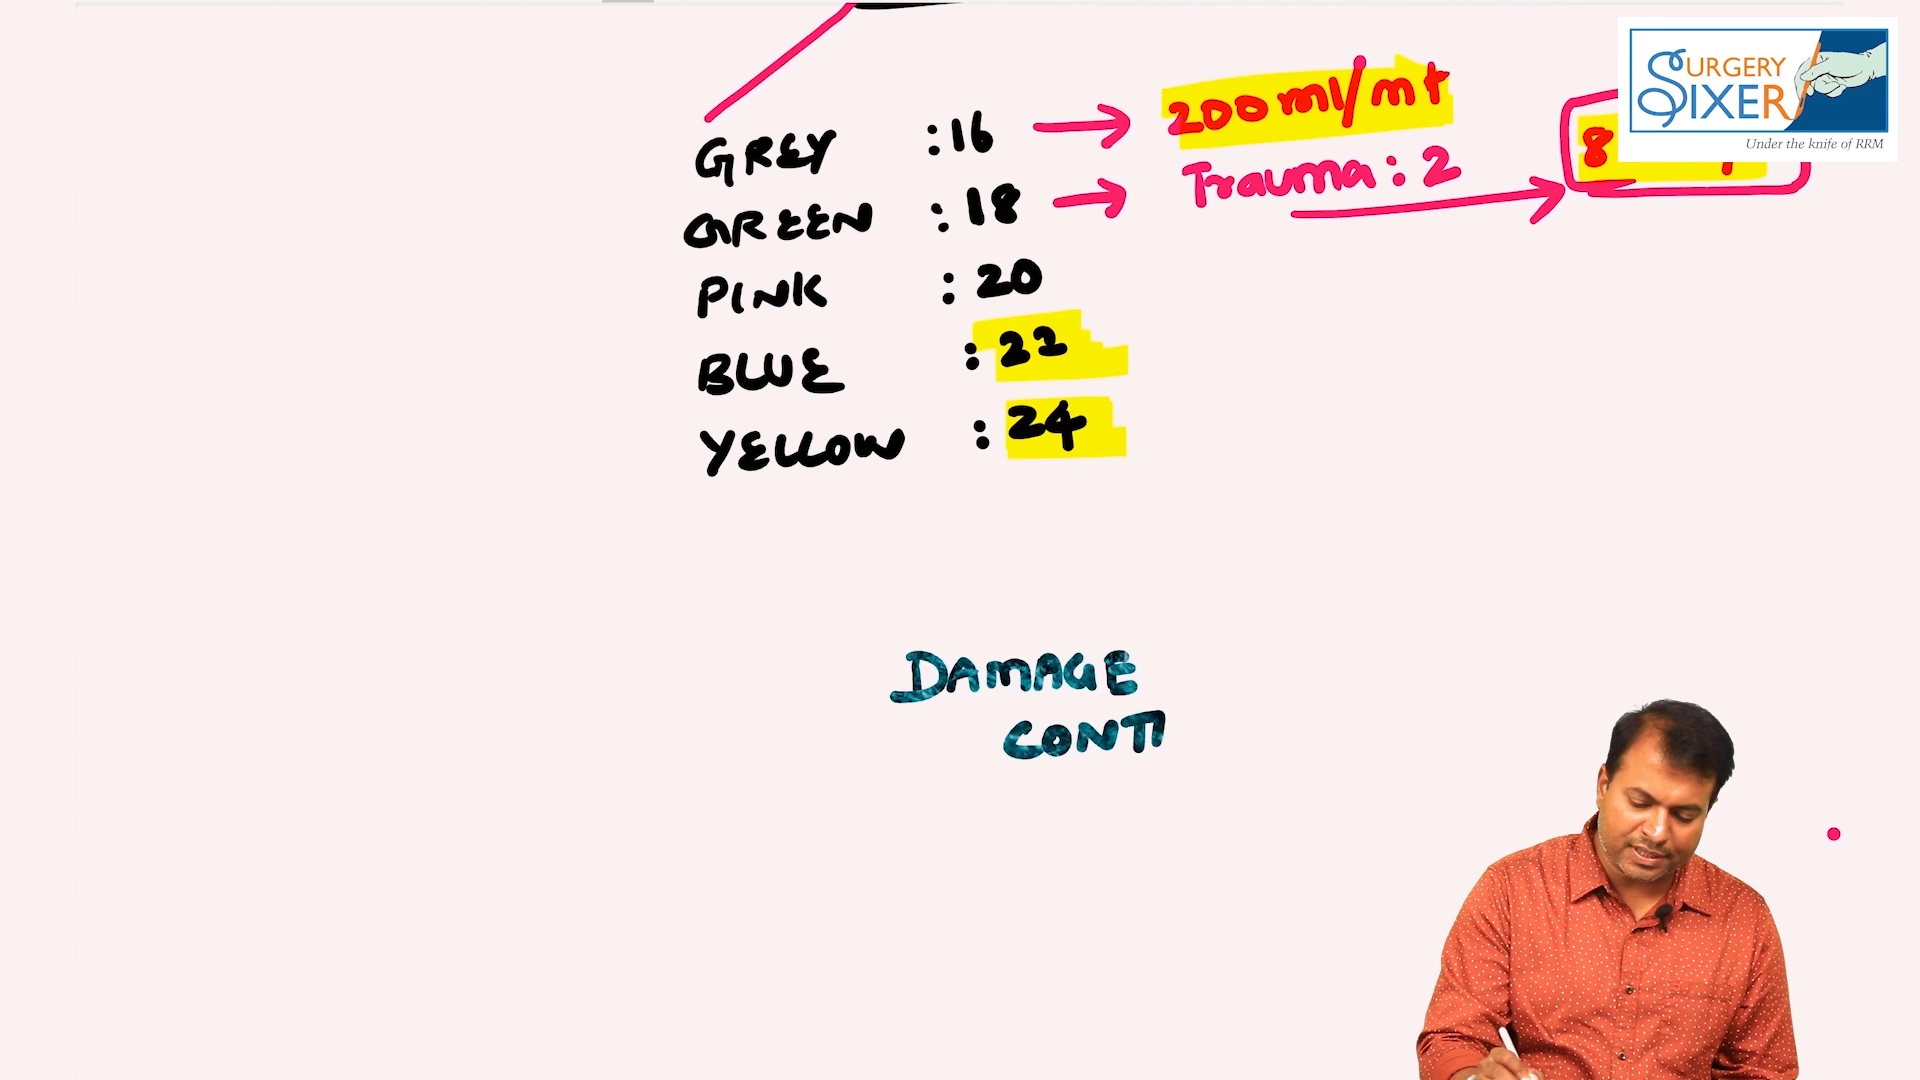 GREY :16 → 200 ml/mt
GREEN :18 → Trauma : 2 → 8
PINK : 20
BLUE : 22
YELLOW : 24
DAMAGE
CONT
SURGERY
SIXER
Under the knife of RRM